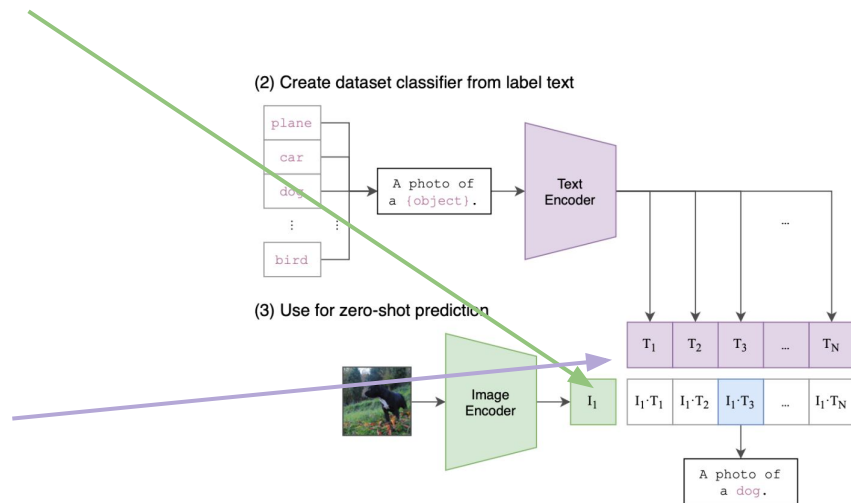 (2) Create dataset classifier from label text
plane
car
dog
⋮ ⋮
bird
A photo of
a {object}.
Text
Encoder
...
(3) Use for zero-shot prediction
Image
Encoder
I1
T1 T2 T3 ... TN
I1·T1 I1·T2 I1·T3 ... I1·TN
A photo of
a dog.